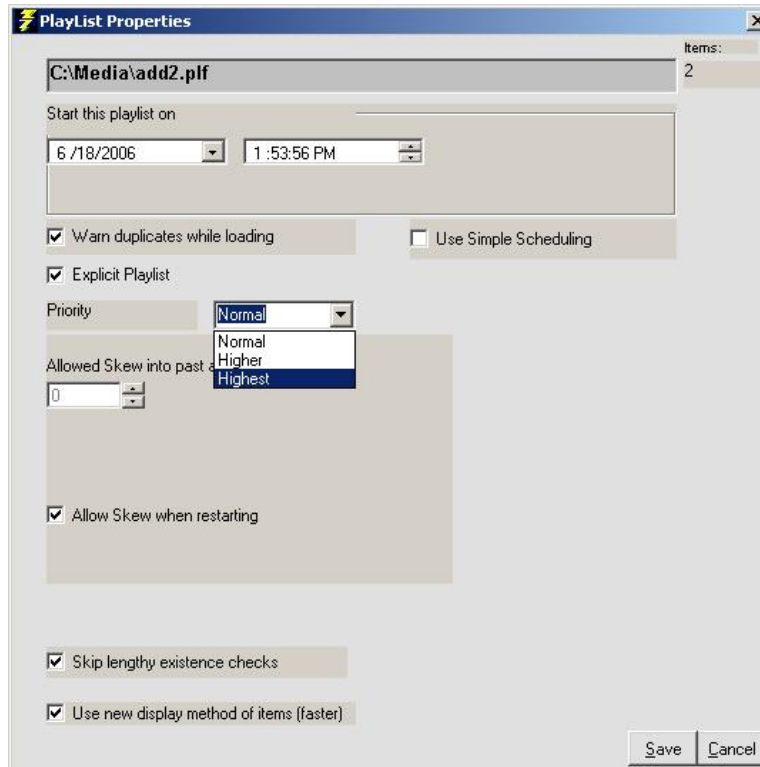 PlayList Properties
Items:
C:\Media\add2.plf
2
Start this playlist on
6 /18/2006
1 :53:56 PM
Warn duplicates while loading
Use Simple Scheduling
Explicit Playlist
Priority
Normal
Normal
Higher
Highest
Allowed Skew into past
0
Allow Skew when restarting
Skip lengthy existence checks
Use new display method of items (faster)
Save
Cancel